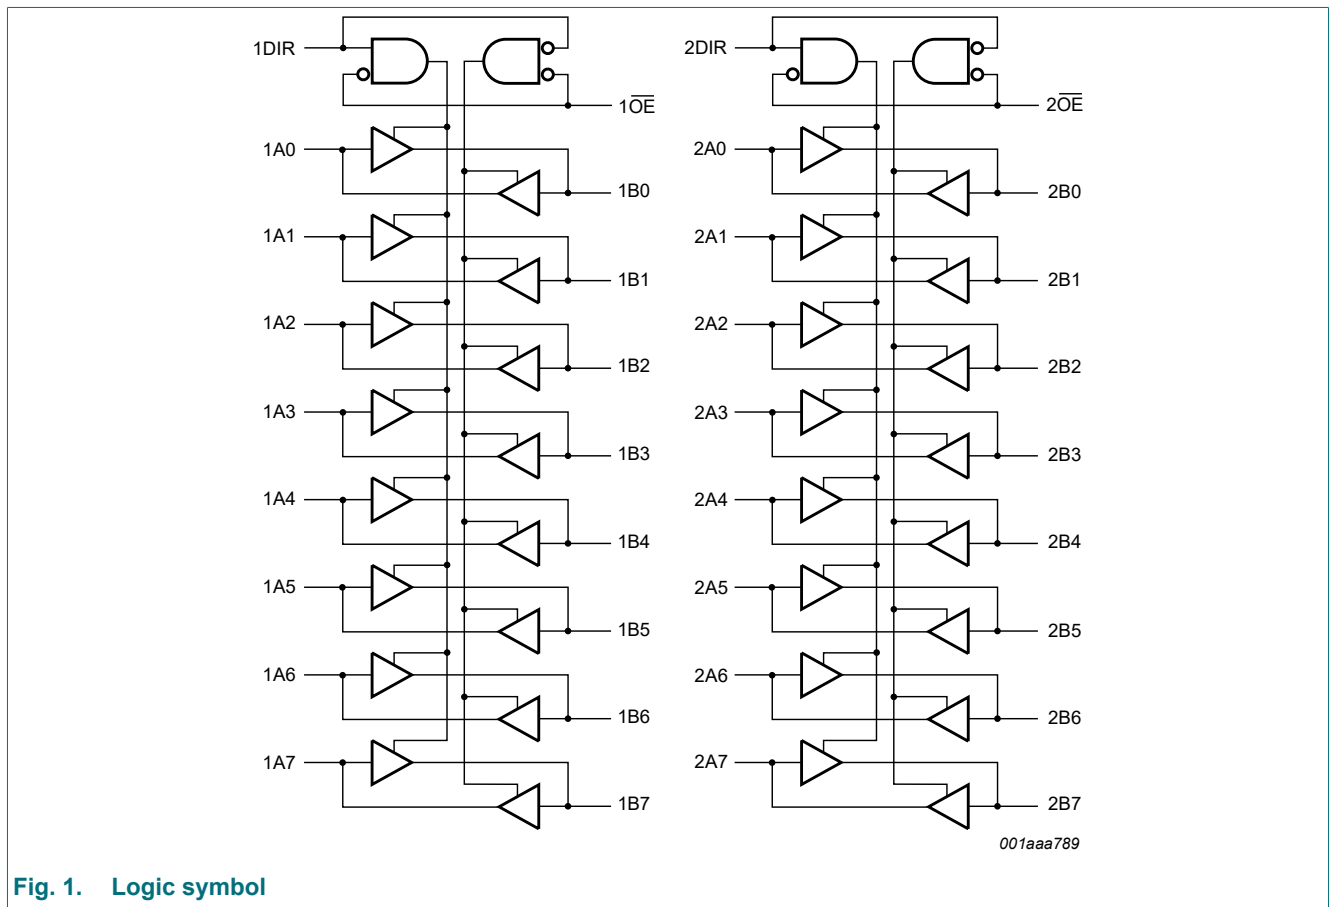 1DIR 2DIR
1O̅E̅ 2O̅E̅
1A0 2A0
1B0 2B0
1A1 2A1
1B1 2B1
1A2 2A2
1B2 2B2
1A3 2A3
1B3 2B3
1A4 2A4
1B4 2B4
1A5 2A5
1B5 2B5
1A6 2A6
1B6 2B6
1A7 2A7
1B7 2B7
001aaa789
Fig. 1. Logic symbol